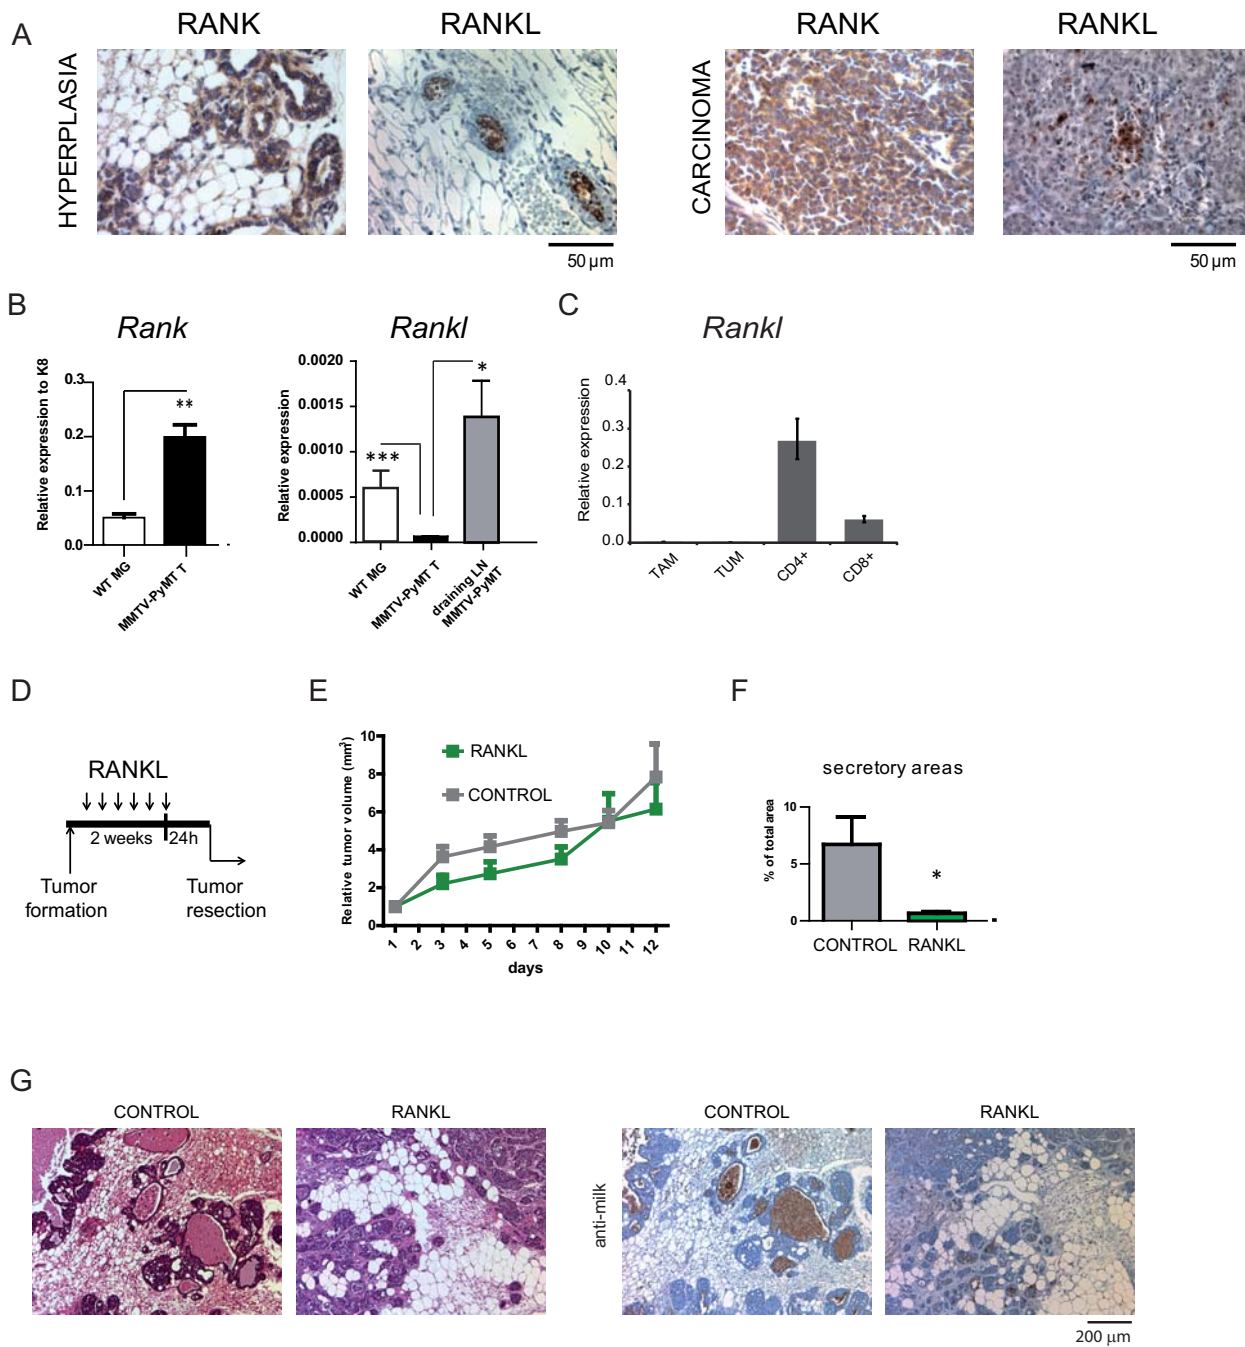 A
RANK
RANKL
RANK
RANKL
HYPERPLASIA
CARCINOMA
50 µm
50 µm
B
Rank
Relative expression to K8
0.3
0.2
0.1
0.0
**
WT MG
MMTV-PyMT T
Rankl
Relative expression
0.0020
0.0015
0.0010
0.0005
0.0000
***
*
WT MG
MMTV-PyMT T
draining LN
MMTV-PyMT
C
Rankl
Relative expression
0.4
0.3
0.2
0.1
0.0
TAM
TUM
CD4+
CD8+
D
RANKL
2 weeks
24h
Tumor
formation
Tumor
resection
E
Relative tumor volume (mm³)
10
8
6
4
2
0
RANKL
CONTROL
1 2 3 4 5 6 7 8 9 10 11 12
days
F
secretory areas
% of total area
10
5
0
*
CONTROL
RANKL
G
CONTROL
RANKL
CONTROL
RANKL
anti-milk
200 µm